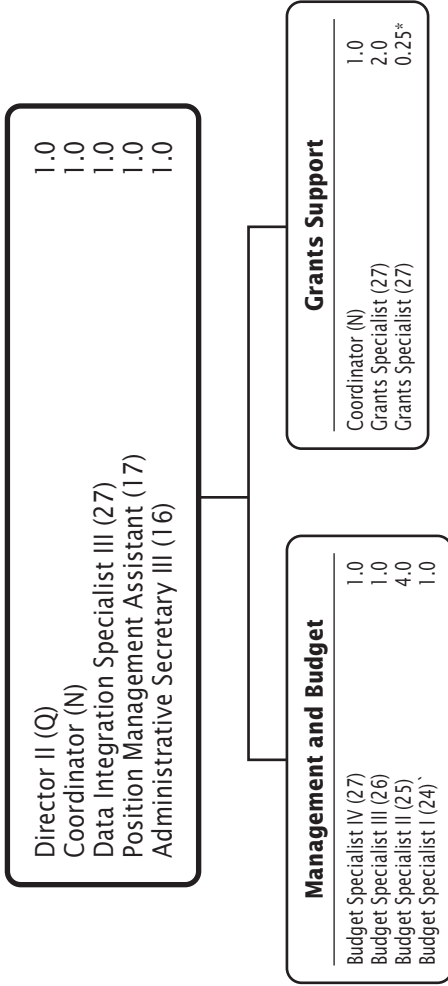 Director II (Q) 1.0
Coordinator (N) 1.0
Data Integration Specialist III (27) 1.0
Position Management Assistant (17) 1.0
Administrative Secretary III (16) 1.0
Management and Budget
Budget Specialist IV (27) 1.0
Budget Specialist III (26) 1.0
Budget Specialist II (25) 4.0
Budget Specialist I (24)` 1.0
Grants Support
Coordinator (N) 1.0
Grants Specialist (27) 2.0
Grants Specialist (27) 0.25*